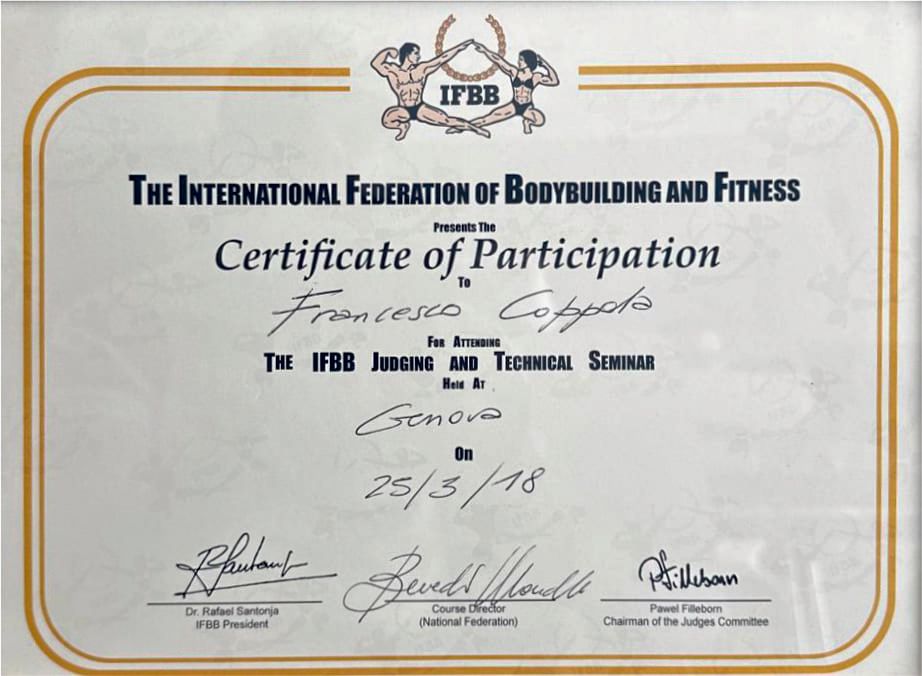 IFBB
THE INTERNATIONAL FEDERATION OF BODYBUILDING AND FITNESS
Presents The
Certificate of Participation
To
Francesco Coppola
FOR ATTENDING
THE IFBB JUDGING AND TECHNICAL SEMINAR
Held AT
Genova
On
25/3/18
Dr. Rafael Santonja
IFBB President
Course Director
(National Federation)
Pawel Filleborn
Chairman of the Judges Committee